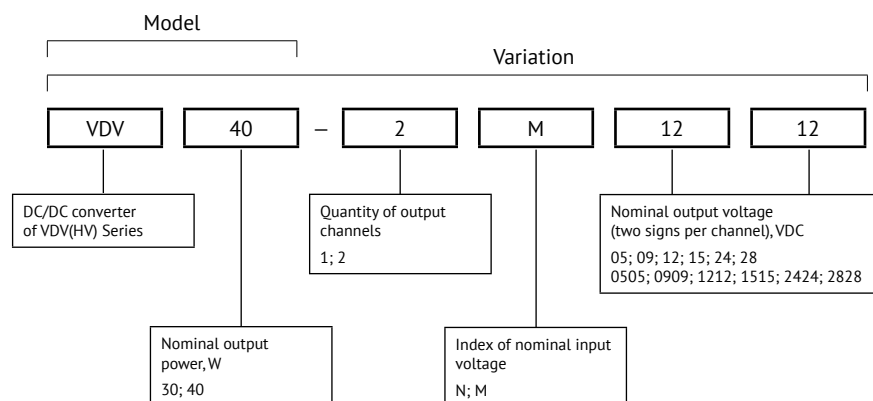 Model
Variation
VDV 40 – 2 M 12 12
DC/DC converter
of VDV(HV) Series
Quantity of output
channels
1; 2
Nominal output voltage
(two signs per channel), VDC
05; 09; 12; 15; 24; 28
0505; 0909; 1212; 1515; 2424; 2828
Nominal output
power, W
30; 40
Index of nominal input
voltage
N; M